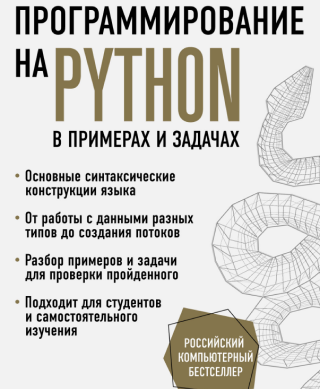 ПРОГРАММИРОВАНИЕ
НА PYTHON
В ПРИМЕРАХ И ЗАДАЧАХ
• Основные синтаксические
конструкции языка
• От работы с данными разных
типов до создания потоков
• Разбор примеров и задачи
для проверки пройденного
• Подходит для студентов
и самостоятельного
изучения
РОССИЙСКИЙ
КОМПЬЮТЕРНЫЙ
БЕСТСЕЛЛЕР